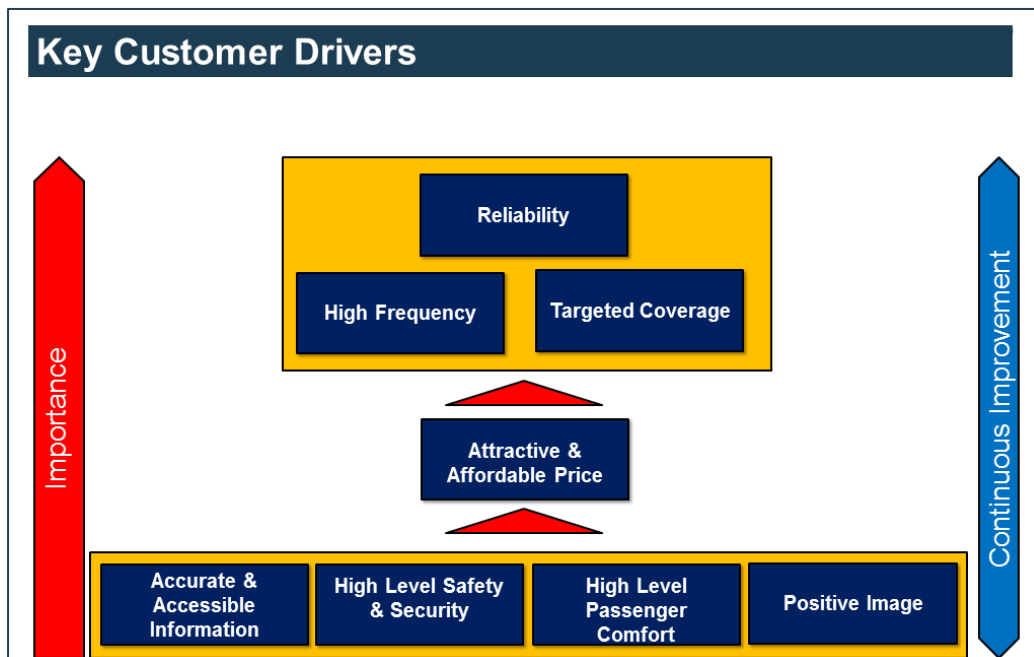 Key Customer Drivers
Importance
Reliability
High Frequency
Targeted Coverage
Attractive &
Affordable Price
Accurate &
Accessible
Information
High Level Safety
& Security
High Level
Passenger
Comfort
Positive Image
Continuous Improvement